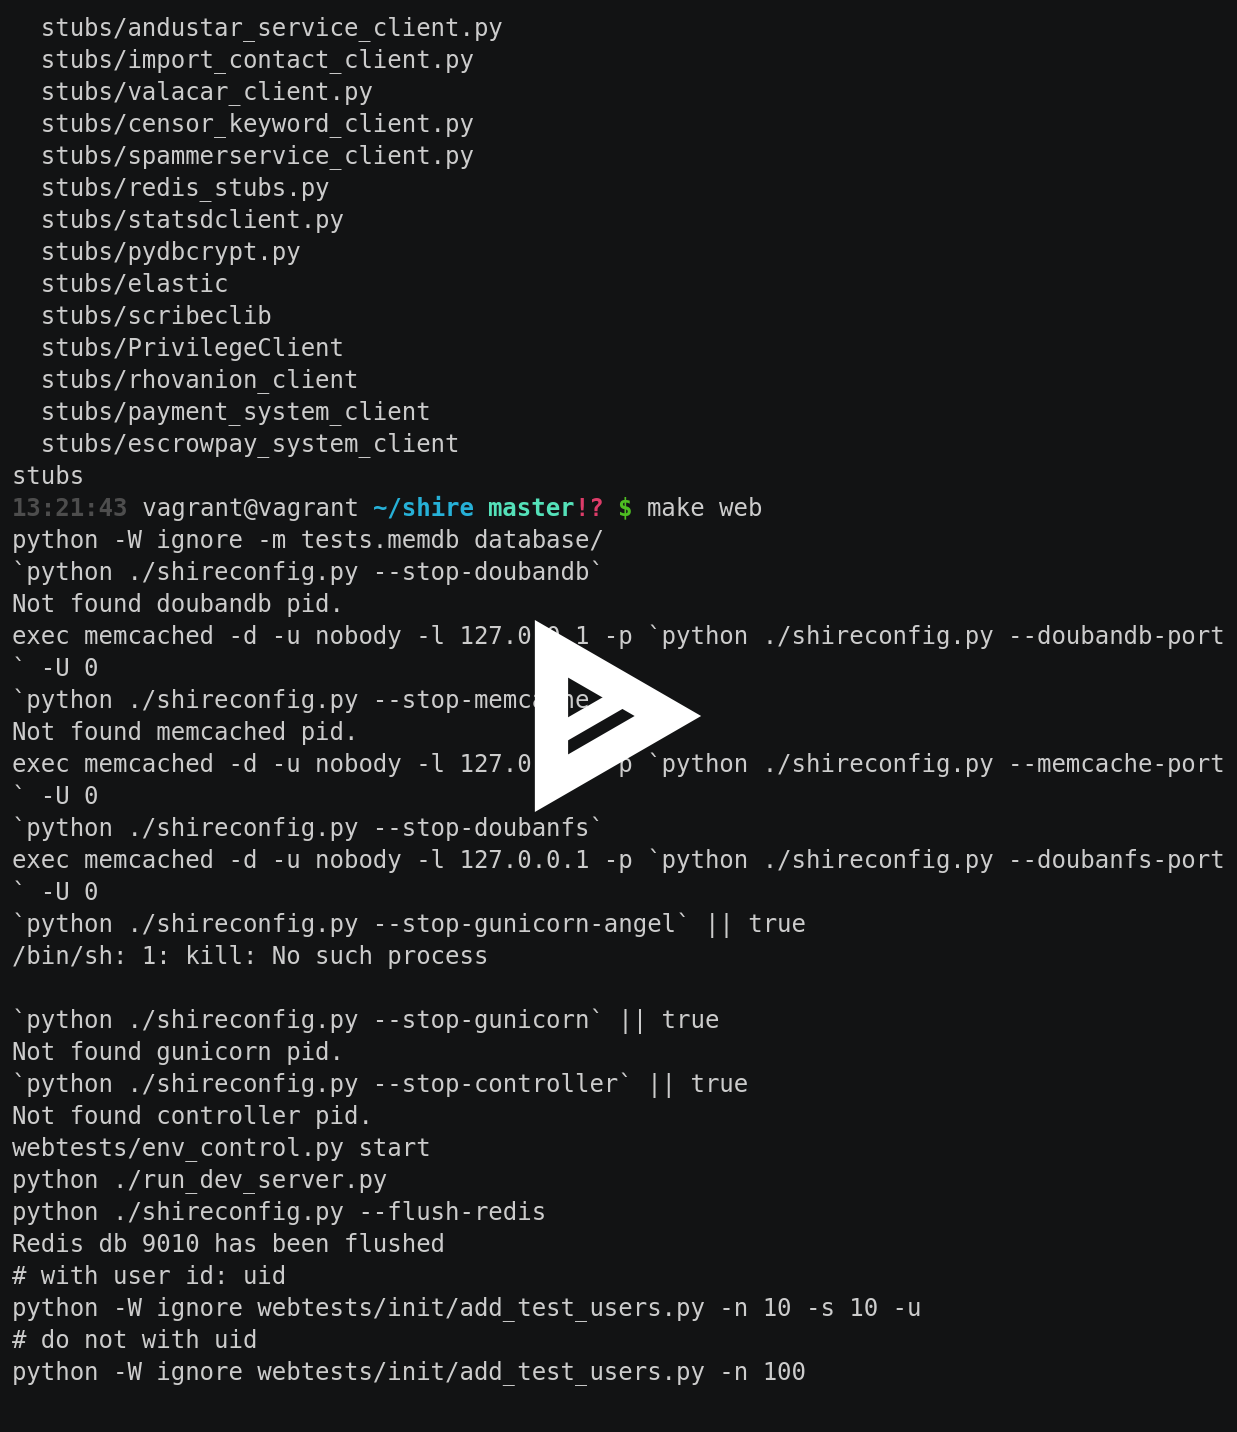 stubs/andustar_service_client.py
stubs/import_contact_client.py
stubs/valacar_client.py
stubs/censor_keyword_client.py
stubs/spammerservice_client.py
stubs/redis_stubs.py
stubs/statsdclient.py
stubs/pydbcrypt.py
stubs/elastic
stubs/scribeclib
stubs/PrivilegeClient
stubs/rhovanion_client
stubs/payment_system_client
stubs/escrowpay_system_client
stubs
13:21:43 vagrant@vagrant ~/shire master!? $ make web
python -W ignore -m tests.memdb database/
`python ./shireconfig.py --stop-doubandb`
Not found doubandb pid.
exec memcached -d -u nobody -l 127.0.0.1 -p `python ./shireconfig.py --doubandb-port
` -U 0
`python ./shireconfig.py --stop-memcache
Not found memcached pid.
exec memcached -d -u nobody -l 127.0 -p `python ./shireconfig.py --memcache-port
` -U 0
`python ./shireconfig.py --stop-doubanfs`
exec memcached -d -u nobody -l 127.0.0.1 -p `python ./shireconfig.py --doubanfs-port
` -U 0
`python ./shireconfig.py --stop-gunicorn-angel` || true
/bin/sh: 1: kill: No such process
`python ./shireconfig.py --stop-gunicorn` || true
Not found gunicorn pid.
`python ./shireconfig.py --stop-controller` || true
Not found controller pid.
webtests/env_control.py start
python ./run_dev_server.py
python ./shireconfig.py --flush-redis
Redis db 9010 has been flushed
# with user id: uid
python -W ignore webtests/init/add_test_users.py -n 10 -s 10 -u
# do not with uid
python -W ignore webtests/init/add_test_users.py -n 100